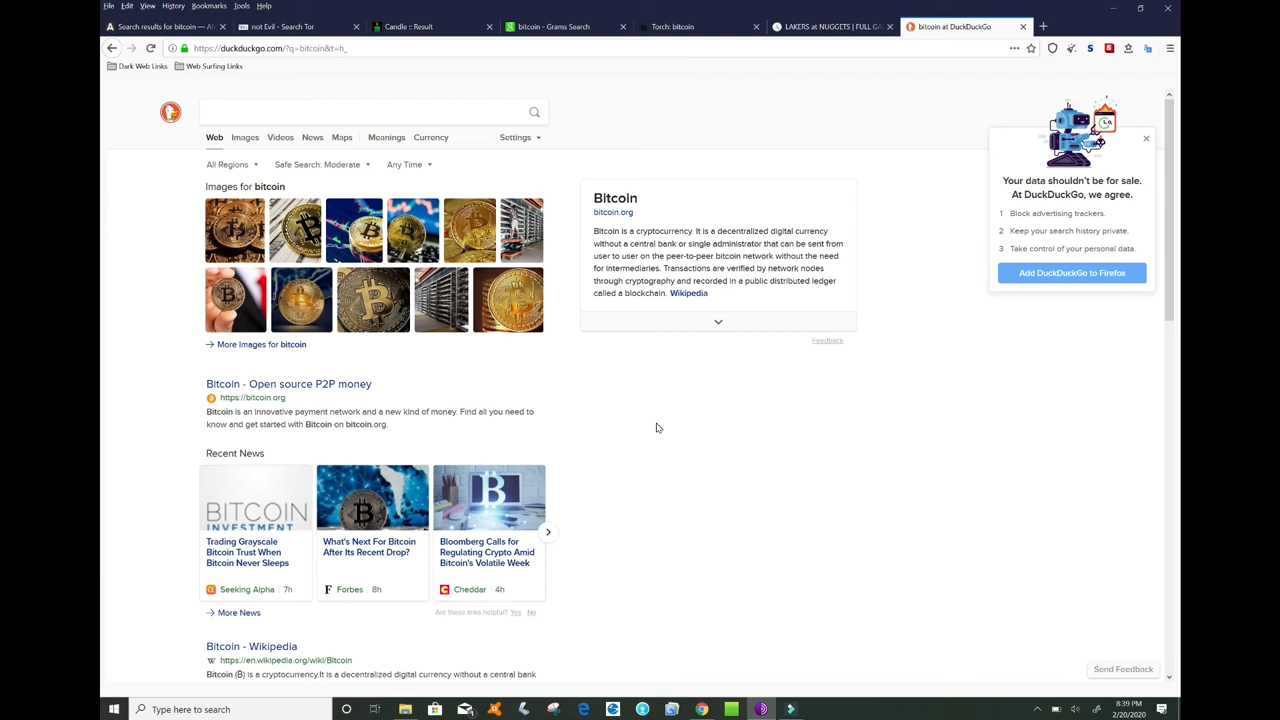 File Edit View History Bookmarks Tools Help
Search results for bitcoin — Ah
not Evil - Search Tor
Candle :: Result
bitcoin - Grams Search
Torch: bitcoin
LAKERS at NUGGETS | FULL GA
bitcoin at DuckDuckGo
https://duckduckgo.com/?q=bitcoin&t=h_
Dark Web Links Web Surfing Links
Web Images Videos News Maps Meanings Currency Settings
All Regions Safe Search: Moderate Any Time
Images for bitcoin
More Images for bitcoin
Bitcoin
bitcoin.org
Bitcoin is a cryptocurrency. It is a decentralized digital currency
without a central bank or single administrator that can be sent from
user to user on the peer-to-peer bitcoin network without the need
for intermediaries. Transactions are verified by network nodes
through cryptography and recorded in a public distributed ledger
called a blockchain. Wikipedia
Feedback
Your data shouldn't be for sale.
At DuckDuckGo, we agree.
1 Block advertising trackers.
2 Keep your search history private.
3 Take control of your personal data.
Add DuckDuckGo to Firefox
Bitcoin - Open source P2P money
https://bitcoin.org
Bitcoin is an innovative payment network and a new kind of money. Find all you need to
know and get started with Bitcoin on bitcoin.org.
Recent News
BITCOIN
INVESTMENT
Trading Grayscale
Bitcoin Trust When
Bitcoin Never Sleeps
Seeking Alpha 7h
What's Next For Bitcoin
After Its Recent Drop?
Forbes 8h
Bloomberg Calls for
Regulating Crypto Amid
Bitcoin's Volatile Week
Cheddar 4h
More News
Are these links helpful? Yes No
Bitcoin - Wikipedia
https://en.wikipedia.org/wiki/Bitcoin
Bitcoin (₿) is a cryptocurrency.It is a decentralized digital currency without a central bank
Send Feedback
Type here to search
8:39 PM
2/20/2020